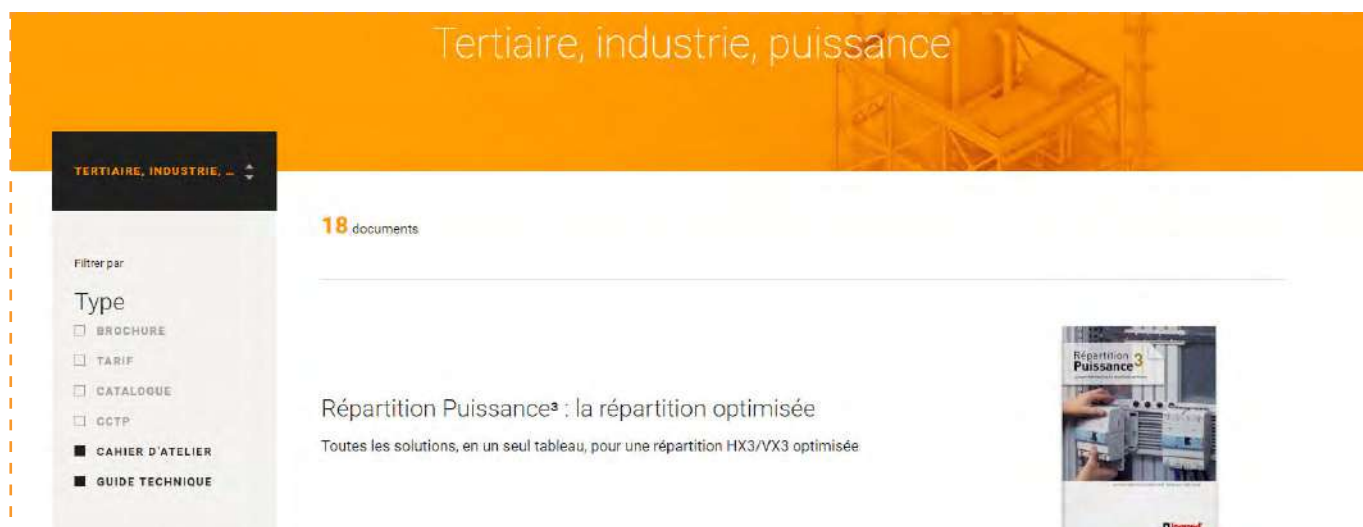 Tertiaire, industrie, puissance
TERTIAIRE, INDUSTRIE, ...
18 documents
Filtrer par
Type
BROCHURE
TARIF
CATALOGUE
CCTP
CAHIER D'ATELIER
GUIDE TECHNIQUE
Répartition Puissance³ : la répartition optimisée
Toutes les solutions, en un seul tableau, pour une répartition HX3/VX3 optimisée
Répartition 3
Puissance
legrand